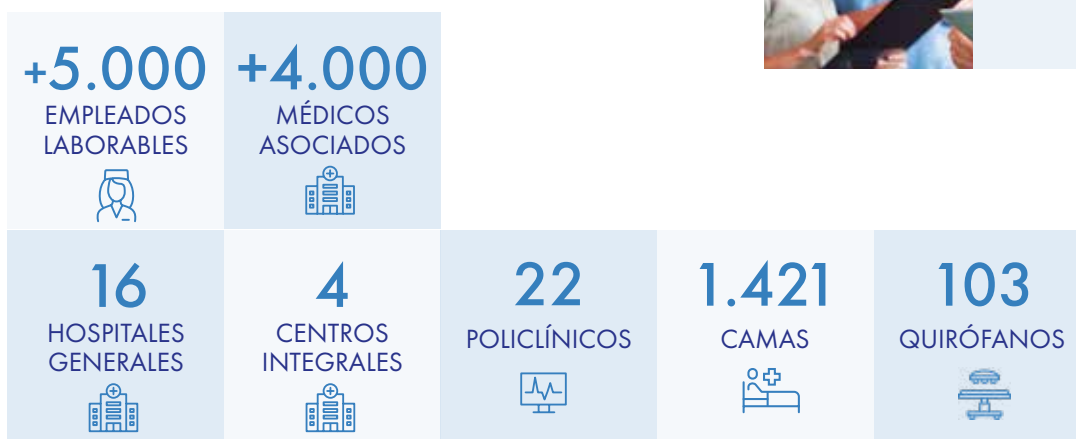 +5.000
EMPLEADOS
LABORABLES
+4.000
MÉDICOS
ASOCIADOS
16
HOSPITALES
GENERALES
4
CENTROS
INTEGRALES
22
POLICLÍNICOS
1.421
CAMAS
103
QUIRÓFANOS